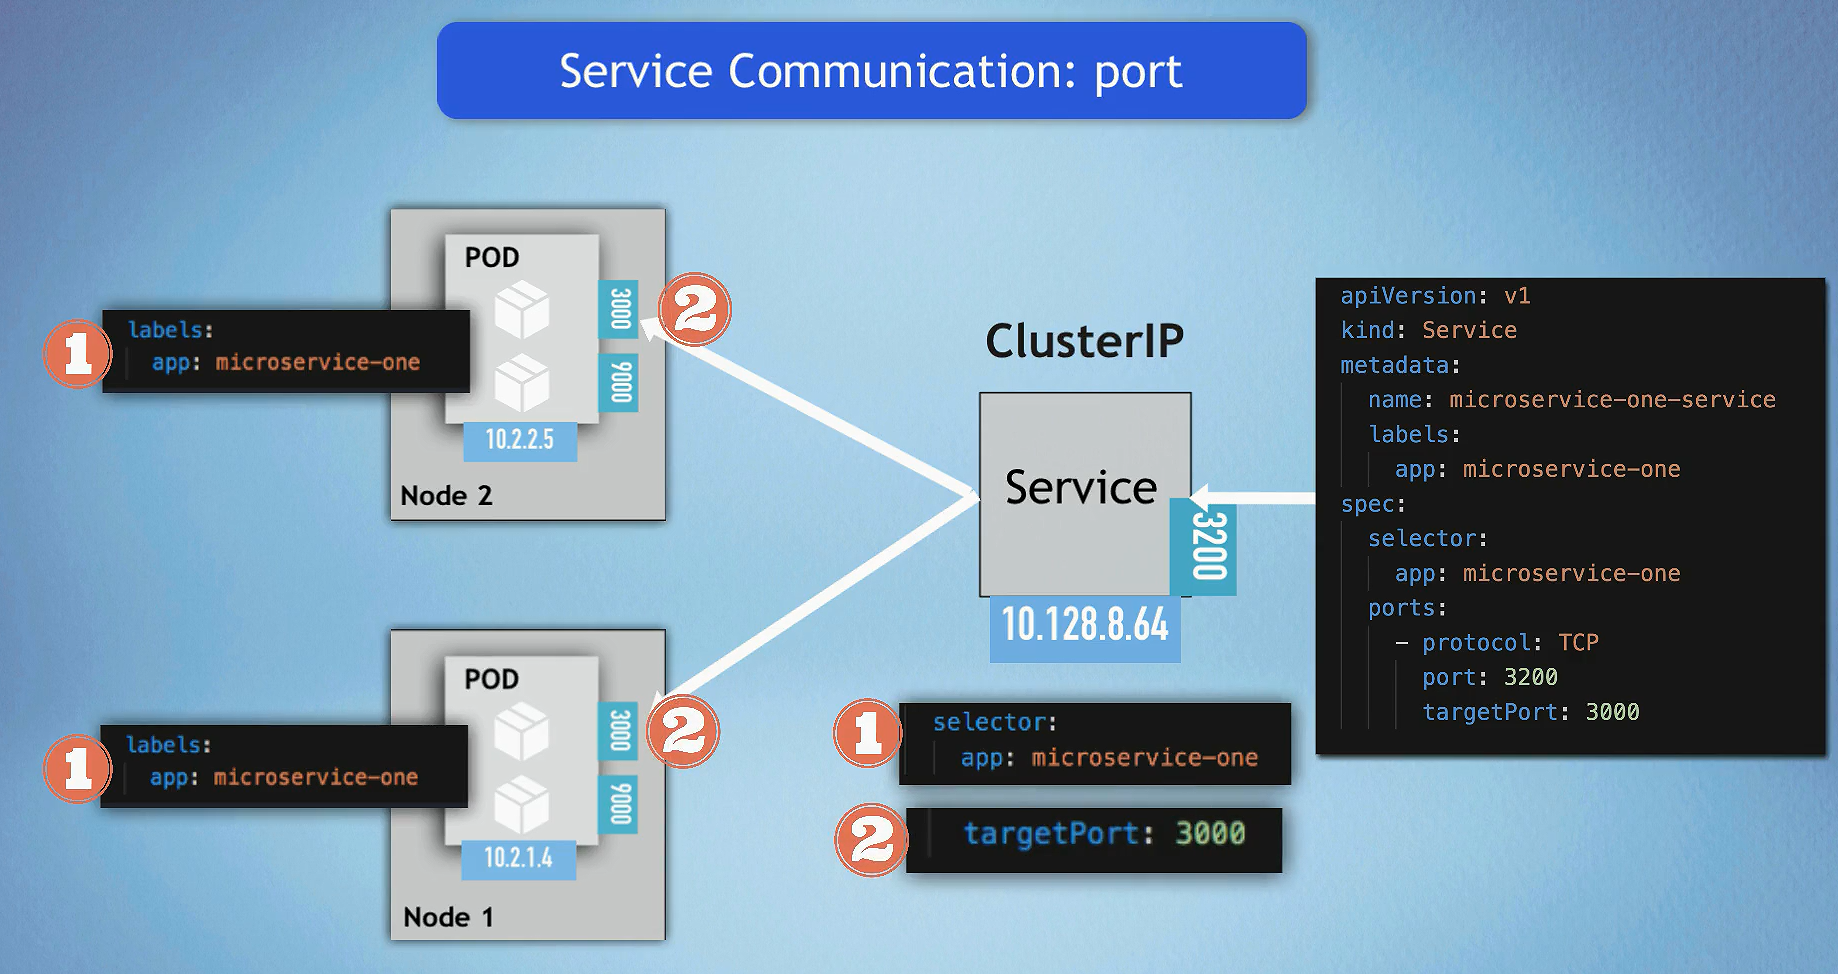 Service Communication: port
POD
3000
9000
10.2.2.5
Node 2
1
labels:
app: microservice-one
2
POD
3000
9000
10.2.1.4
Node 1
1
labels:
app: microservice-one
2
ClusterIP
Service
3200
10.128.8.64
1
selector:
app: microservice-one
2
targetPort: 3000
apiVersion: v1
kind: Service
metadata:
name: microservice-one-service
labels:
app: microservice-one
spec:
selector:
app: microservice-one
ports:
- protocol: TCP
port: 3200
targetPort: 3000